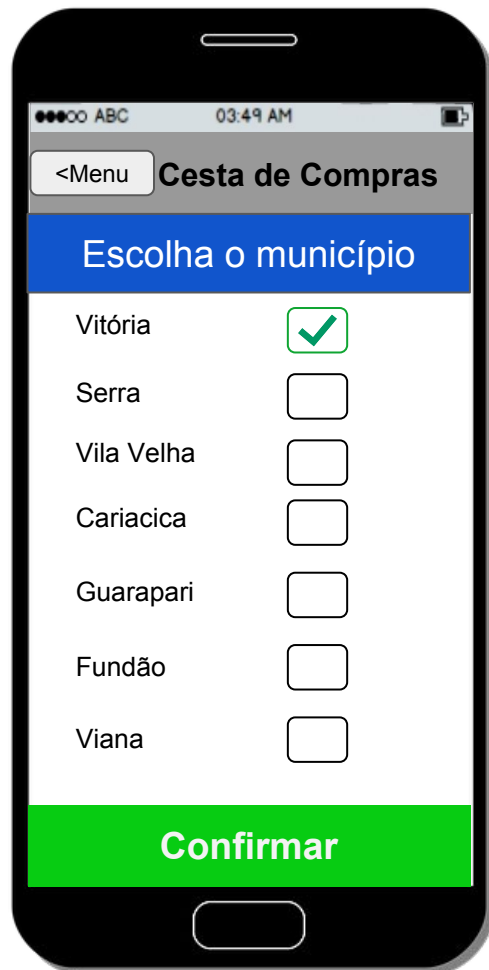 ABC 03:49 AM
<Menu Cesta de Compras
Escolha o município
Vitória
Serra
Vila Velha
Cariacica
Guarapari
Fundão
Viana
Confirmar